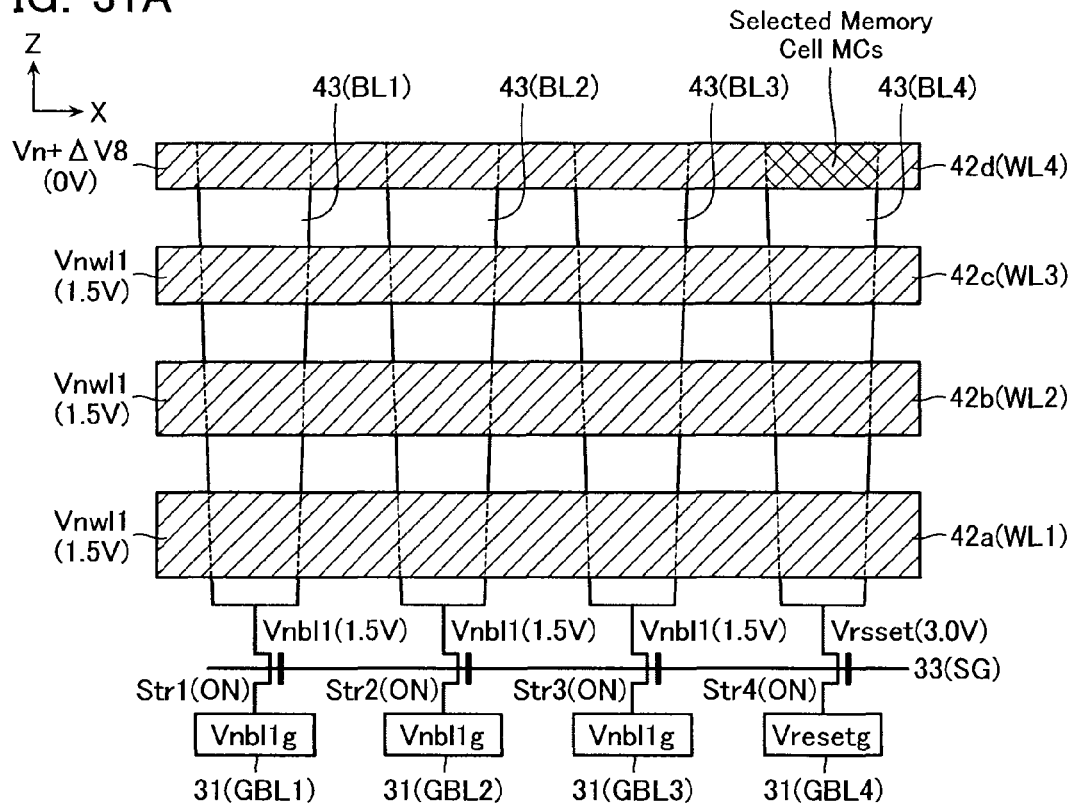 IG. 31A
Z
X
Selected Memory
Cell MCs
43(BL1)
43(BL2)
43(BL3)
43(BL4)
Vn+ΔV8
(0V)
42d(WL4)
Vnwl1
(1.5V)
42c(WL3)
Vnwl1
(1.5V)
42b(WL2)
Vnwl1
(1.5V)
42a(WL1)
Vnbl1(1.5V)
Vnbl1(1.5V)
Vnbl1(1.5V)
Vrsset(3.0V)
33(SG)
Str1(ON)
Str2(ON)
Str3(ON)
Str4(ON)
Vnbl1g
Vnbl1g
Vnbl1g
Vresetg
31(GBL1)
31(GBL2)
31(GBL3)
31(GBL4)